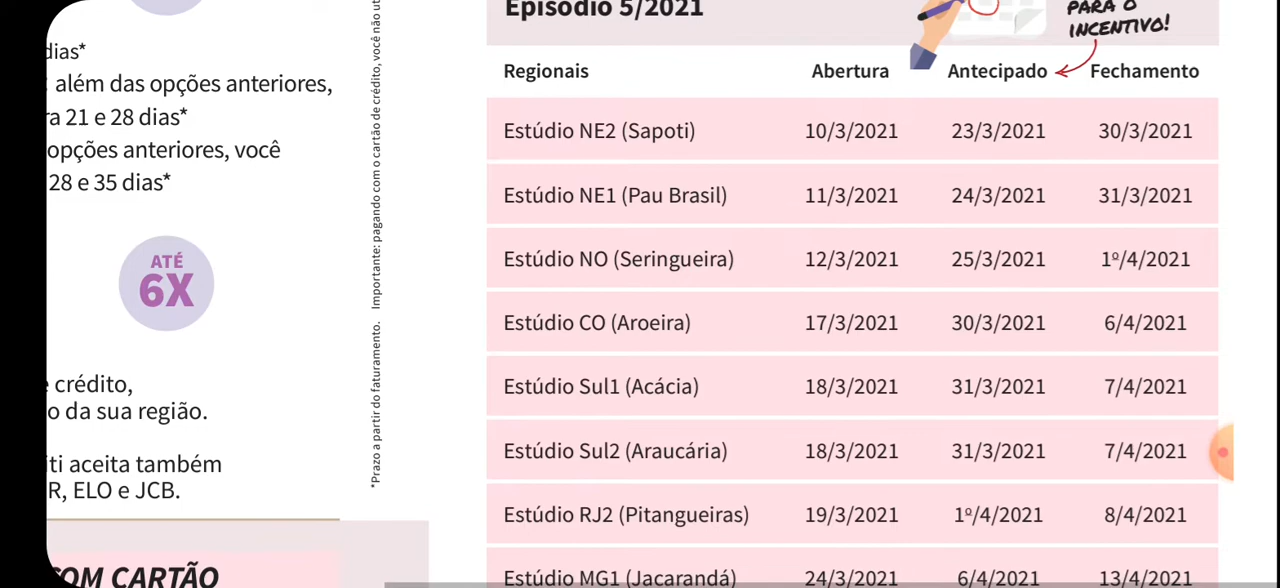 dias*
além das opções anteriores,
ra 21 e 28 dias*
opções anteriores, você
28 e 35 dias*
ATÉ
6X
crédito,
o da sua região.
iti aceita também
R, ELO e JCB.
COM CARTÃO
*Prazo a partir do faturamento. Importante: pagando com o cartão de crédito, você não ut
Episódio 5/2021
PARA O
INCENTIVO!
Regionais Abertura Antecipado Fechamento
Estúdio NE2 (Sapoti) 10/3/2021 23/3/2021 30/3/2021
Estúdio NE1 (Pau Brasil) 11/3/2021 24/3/2021 31/3/2021
Estúdio NO (Seringueira) 12/3/2021 25/3/2021 1º/4/2021
Estúdio CO (Aroeira) 17/3/2021 30/3/2021 6/4/2021
Estúdio Sul1 (Acácia) 18/3/2021 31/3/2021 7/4/2021
Estúdio Sul2 (Araucária) 18/3/2021 31/3/2021 7/4/2021
Estúdio RJ2 (Pitangueiras) 19/3/2021 1º/4/2021 8/4/2021
Estúdio MG1 (Jacarandá) 24/3/2021 6/4/2021 13/4/2021